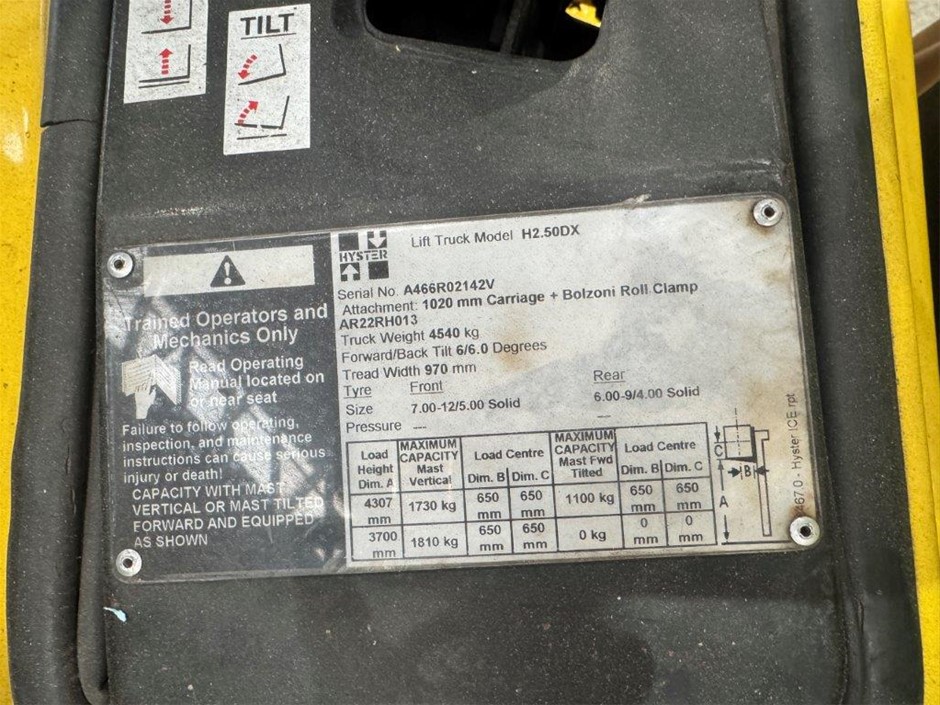 TILT
Trained Operators and
Mechanics Only
Read Operating
Manual located on
or near seat
Failure to follow operating,
inspection, and maintenance
instructions can cause serious
injury or death!
CAPACITY WITH MAST
VERTICAL OR MAST TILTED
FORWARD AND EQUIPPED
AS SHOWN
HYSTER
Lift Truck Model H2.50DX
Serial No. A466R02142V
Attachment: 1020 mm Carriage + Bolzoni Roll Clamp
AR22RH013
Truck Weight 4540 kg
Forward/Back Tilt 6/6.0 Degrees
Tread Width 970 mm
Tyre Front Rear
Size 7.00-12/5.00 Solid 6.00-9/4.00 Solid
Pressure --- ---
Load
Height
Dim. A
MAXIMUM
CAPACITY
Mast
Vertical
Load Centre
Dim. B Dim. C
MAXIMUM
CAPACITY
Mast Fwd
Tilted
Load Centre
Dim. B Dim. C
4307 mm 1730 kg 650 mm 650 mm 1100 kg 650 mm 650 mm
3700 mm 1810 kg 650 mm 650 mm 0 kg 0 mm 0 mm
C
B
A
467.0 - Hyster ICE rpt